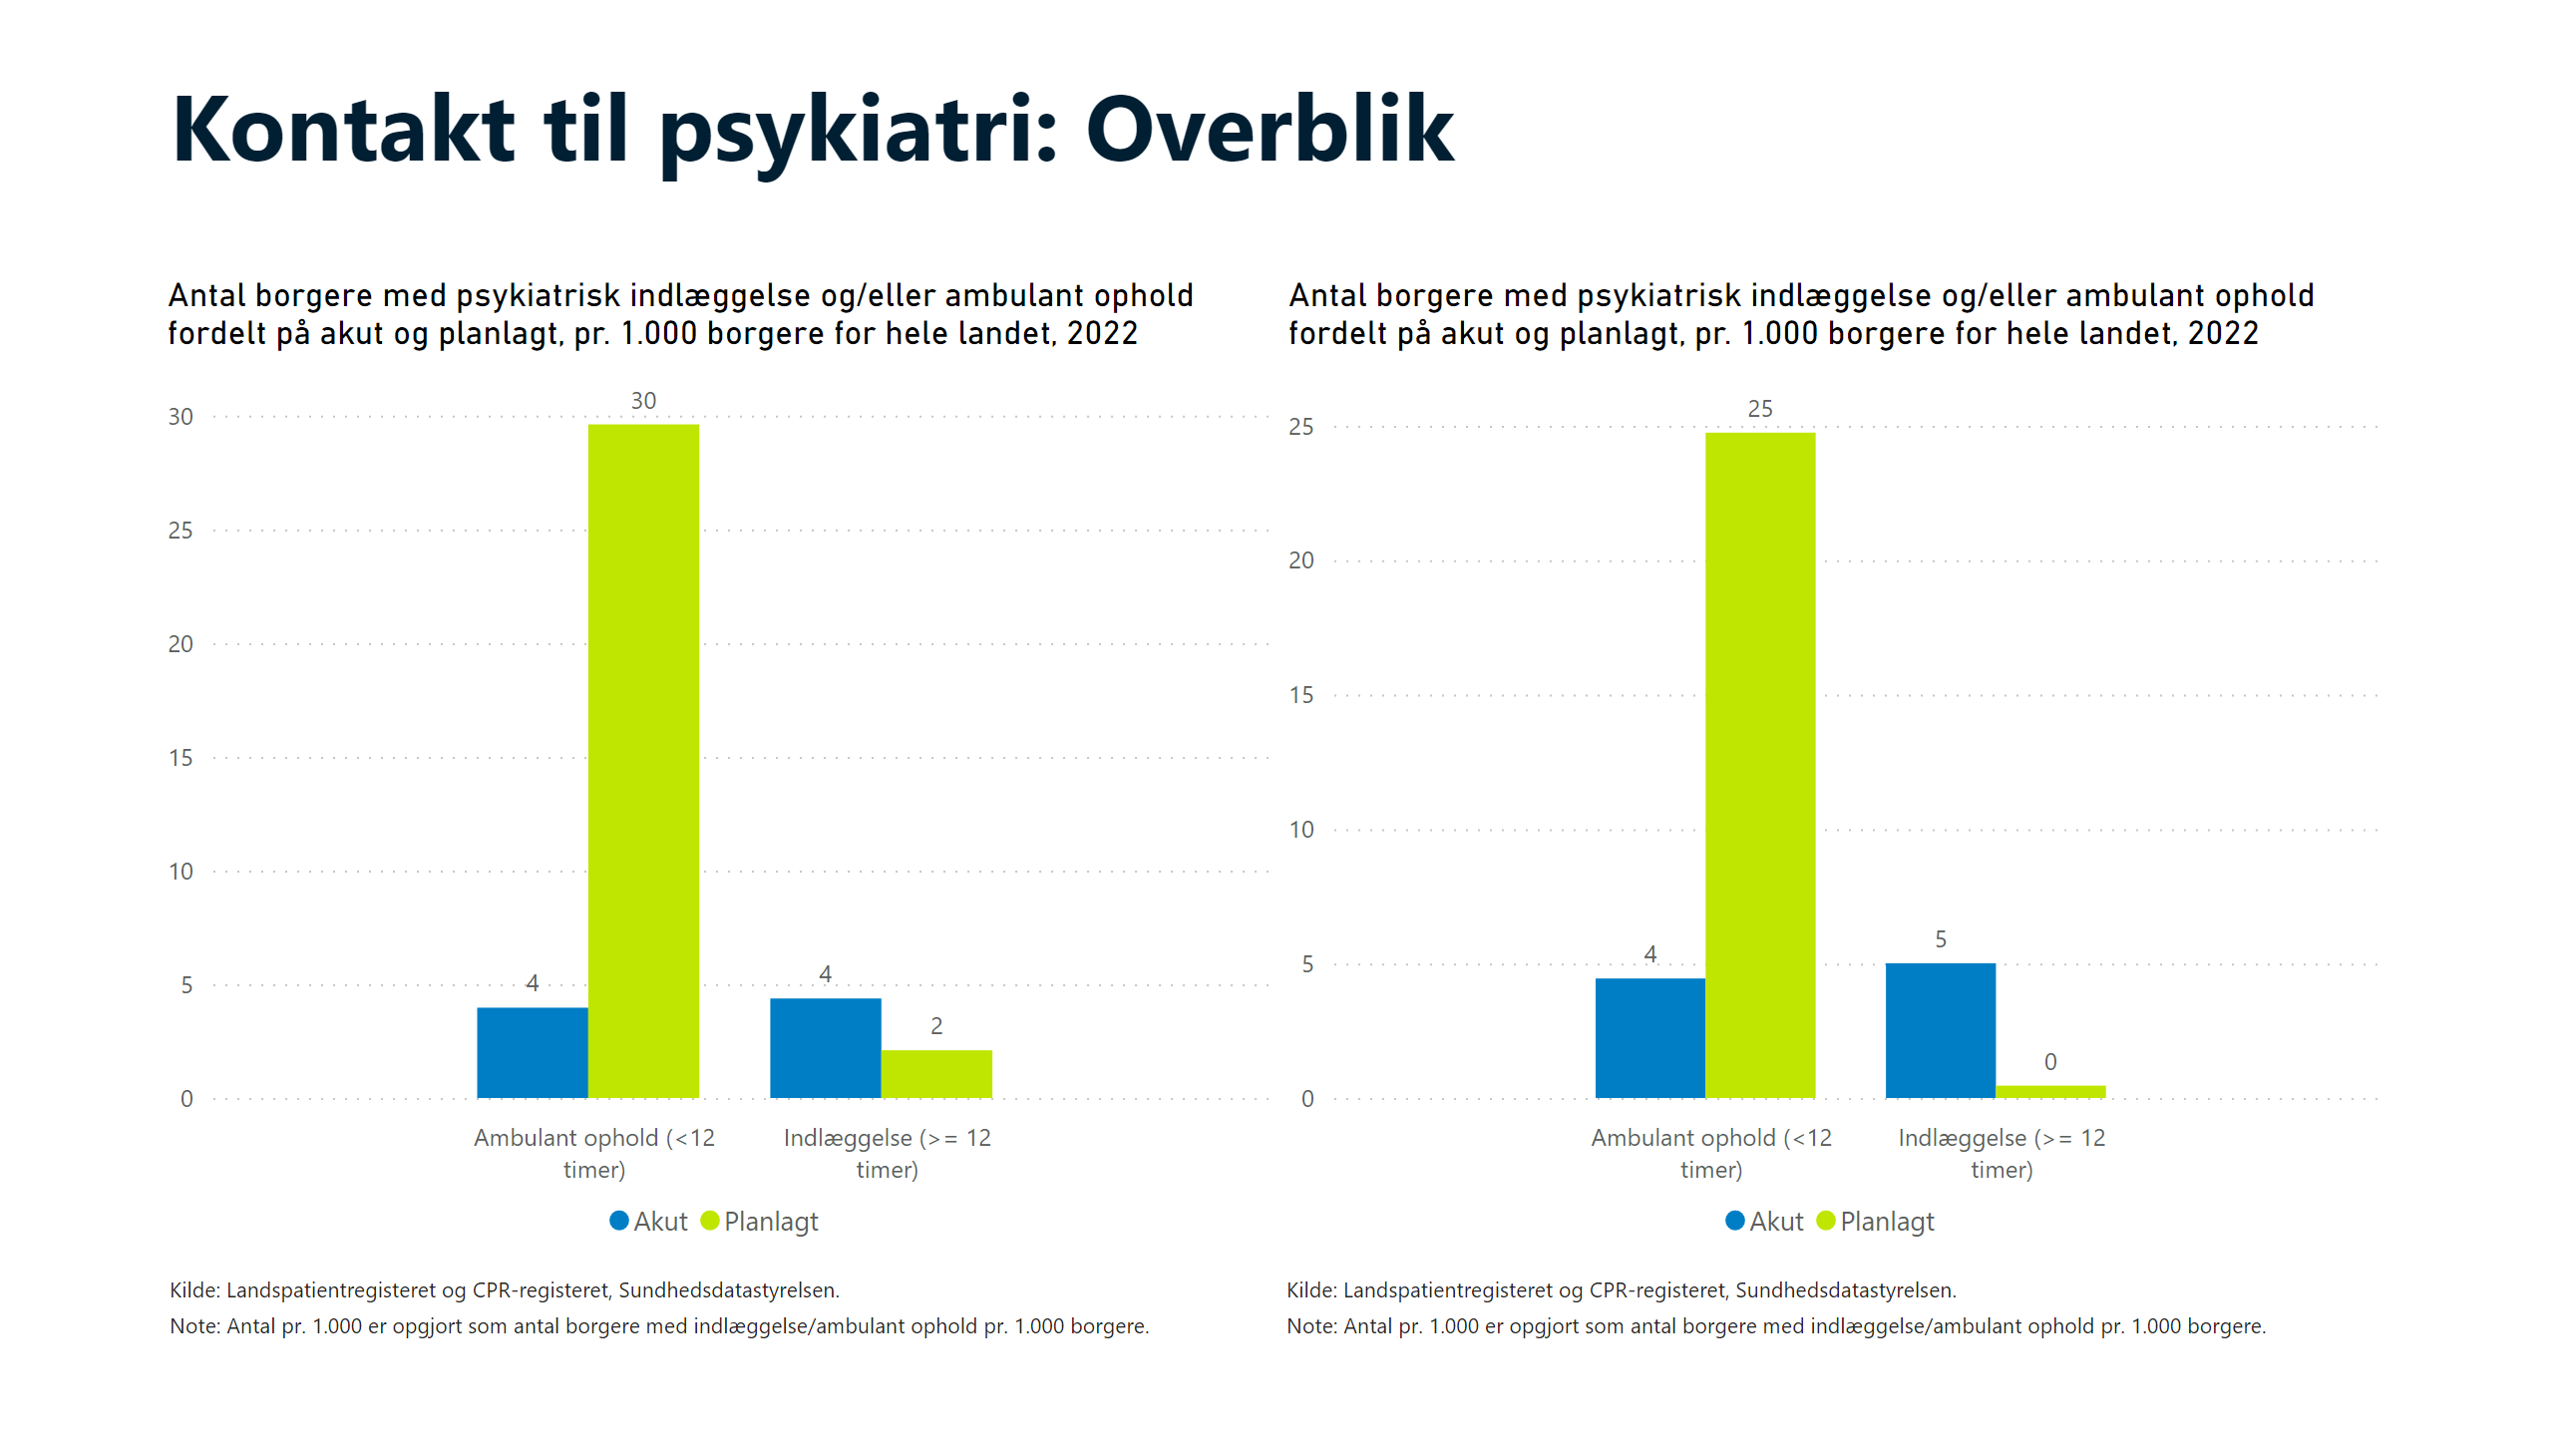 Kontakt til psykiatri: Overblik
Antal borgere med psykiatrisk indlæggelse og/eller ambulant ophold
fordelt på akut og planlagt, pr. 1.000 borgere for hele landet, 2022
30
25
20
15
10
5
0
4
30
4
2
Ambulant ophold (<12
timer)
Indlæggelse (>= 12
timer)
Akut
Planlagt
Kilde: Landspatientregisteret og CPR-registeret, Sundhedsdatastyrelsen.
Note: Antal pr. 1.000 er opgjort som antal borgere med indlæggelse/ambulant ophold pr. 1.000 borgere.
Antal borgere med psykiatrisk indlæggelse og/eller ambulant ophold
fordelt på akut og planlagt, pr. 1.000 borgere for hele landet, 2022
25
20
15
10
5
0
4
25
5
0
Ambulant ophold (<12
timer)
Indlæggelse (>= 12
timer)
Akut
Planlagt
Kilde: Landspatientregisteret og CPR-registeret, Sundhedsdatastyrelsen.
Note: Antal pr. 1.000 er opgjort som antal borgere med indlæggelse/ambulant ophold pr. 1.000 borgere.